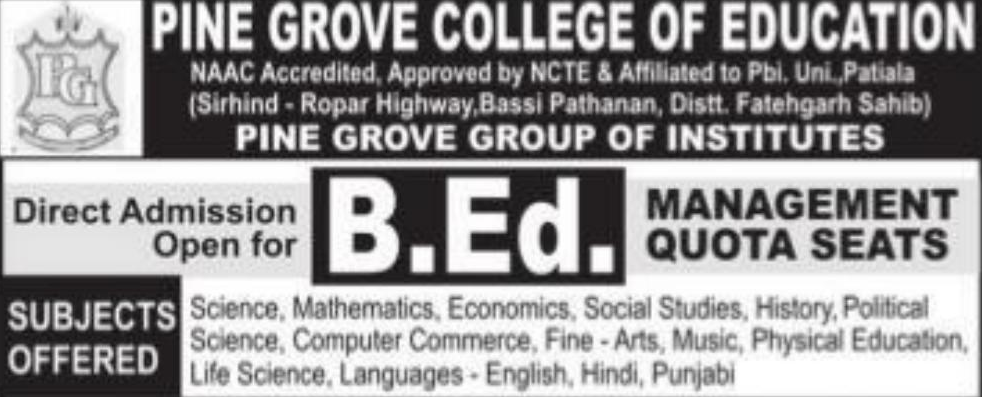 PINE GROVE COLLEGE OF EDUCATION
NAAC Accredited, Approved by NCTE & Affiliated to Pbi. Uni.,Patiala
(Sirhind - Ropar Highway,Bassi Pathanan, Distt. Fatehgarh Sahib)
PINE GROVE GROUP OF INSTITUTES
PG
Direct Admission
Open for
B.Ed.
MANAGEMENT
QUOTA SEATS
SUBJECTS
OFFERED
Science, Mathematics, Economics, Social Studies, History, Political
Science, Computer Commerce, Fine - Arts, Music, Physical Education,
Life Science, Languages - English, Hindi, Punjabi